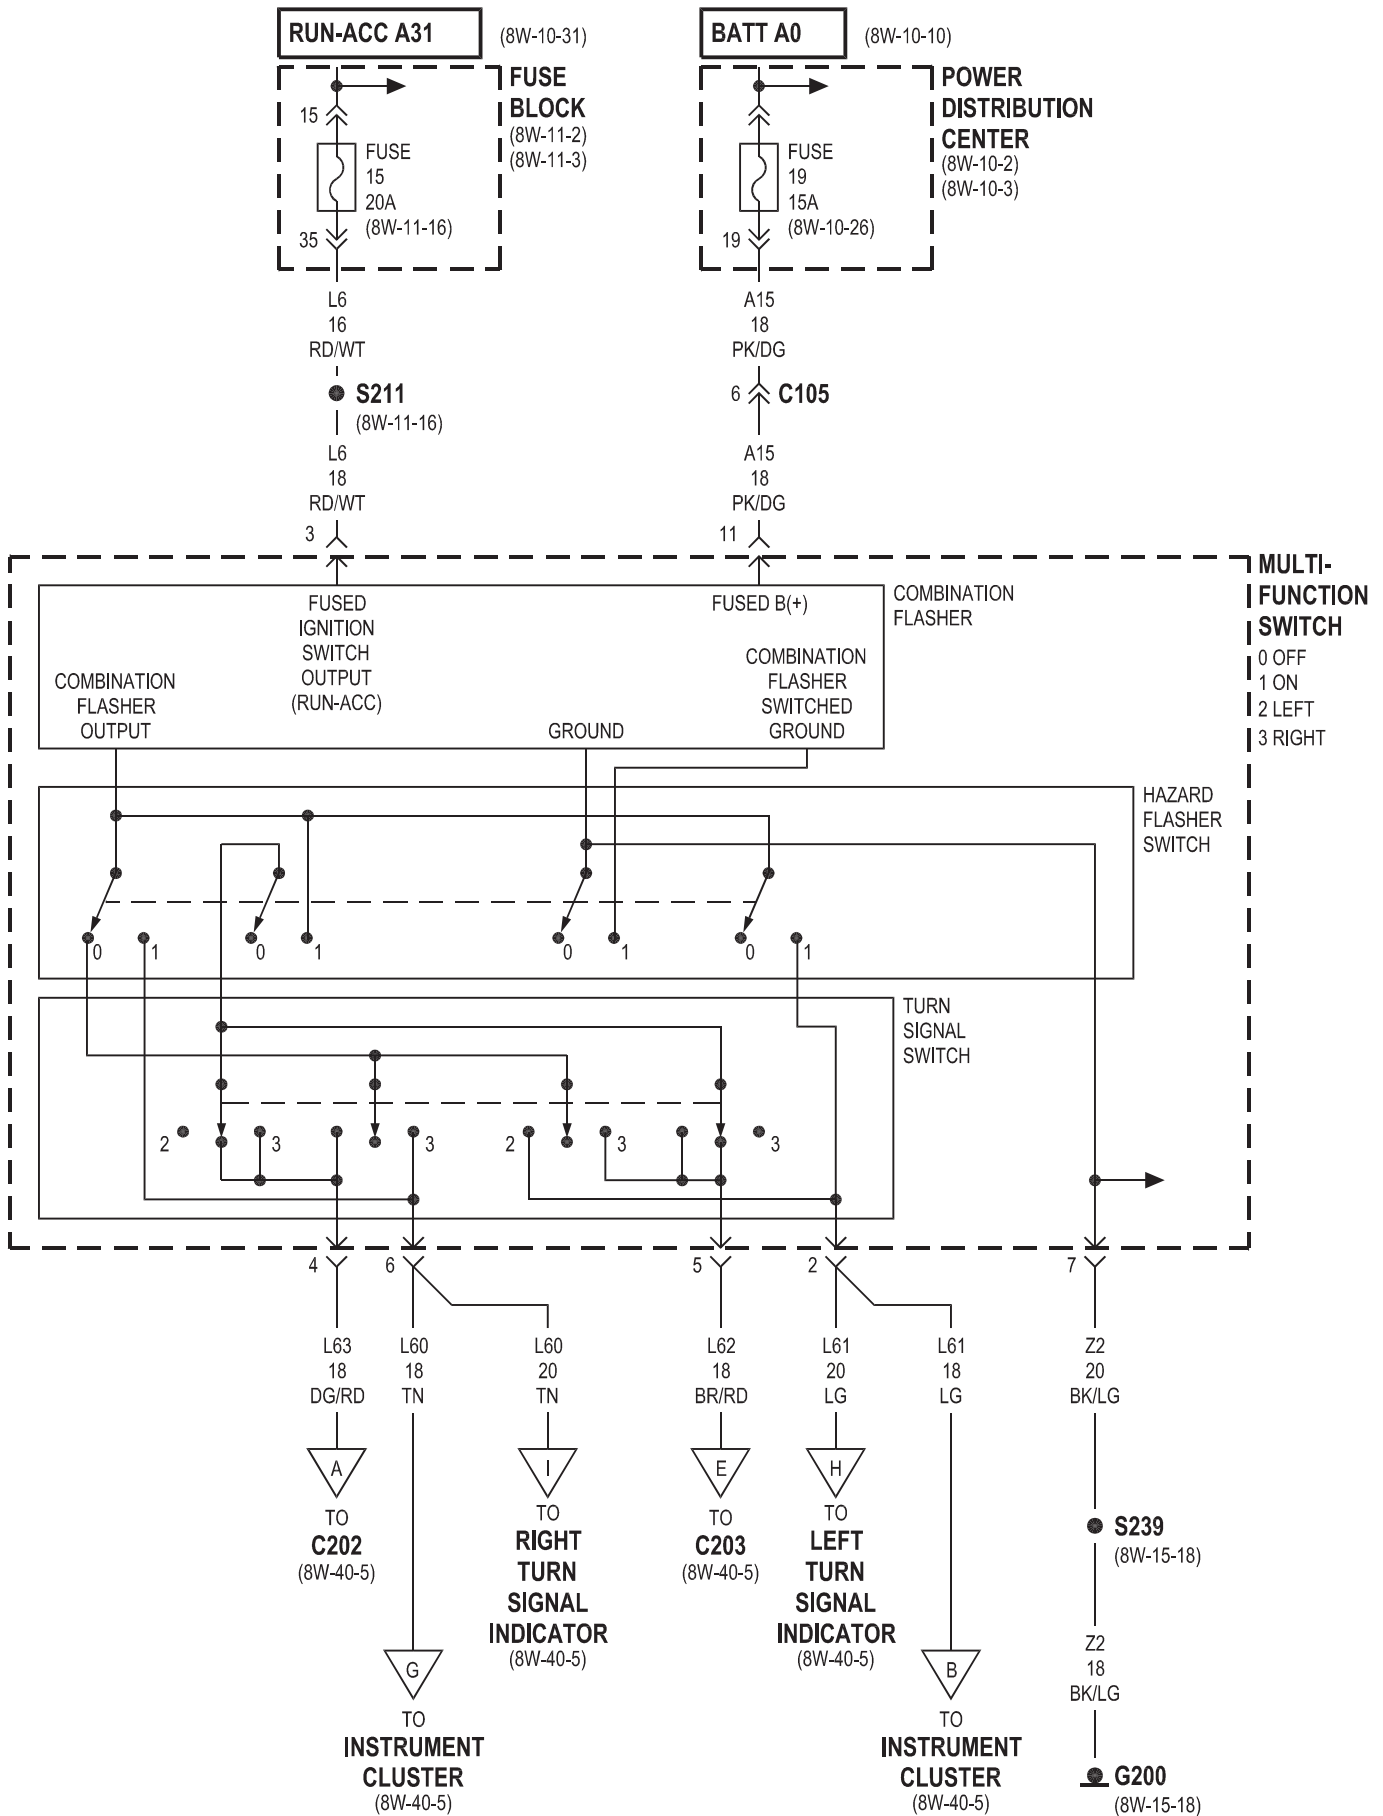 RUN-ACC A31
(8W-10-31)
BATT A0
(8W-10-10)
FUSE
BLOCK
(8W-11-2)
(8W-11-3)
15
FUSE
15
20A
(8W-11-16)
35
POWER
DISTRIBUTION
CENTER
(8W-10-2)
(8W-10-3)
FUSE
19
15A
(8W-10-26)
19
L6
16
RD/WT
S211
(8W-11-16)
L6
18
RD/WT
3
A15
18
PK/DG
6
C105
A15
18
PK/DG
11
MULTI-
FUNCTION
SWITCH
0 OFF
1 ON
2 LEFT
3 RIGHT
COMBINATION
FLASHER
FUSED
IGNITION
SWITCH
OUTPUT
(RUN-ACC)
FUSED B(+)
COMBINATION
FLASHER
OUTPUT
GROUND
COMBINATION
FLASHER
SWITCHED
GROUND
HAZARD
FLASHER
SWITCH
0
1
0
1
0
1
0
1
TURN
SIGNAL
SWITCH
2
3
3
2
3
3
4
6
5
2
7
L63
18
DG/RD
L60
18
TN
L60
20
TN
L62
18
BR/RD
L61
20
LG
L61
18
LG
Z2
20
BK/LG
A
TO
C202
(8W-40-5)
I
TO
RIGHT
TURN
SIGNAL
INDICATOR
(8W-40-5)
E
TO
C203
(8W-40-5)
H
TO
LEFT
TURN
SIGNAL
INDICATOR
(8W-40-5)
S239
(8W-15-18)
Z2
18
BK/LG
G
TO
INSTRUMENT
CLUSTER
(8W-40-5)
B
TO
INSTRUMENT
CLUSTER
(8W-40-5)
G200
(8W-15-18)